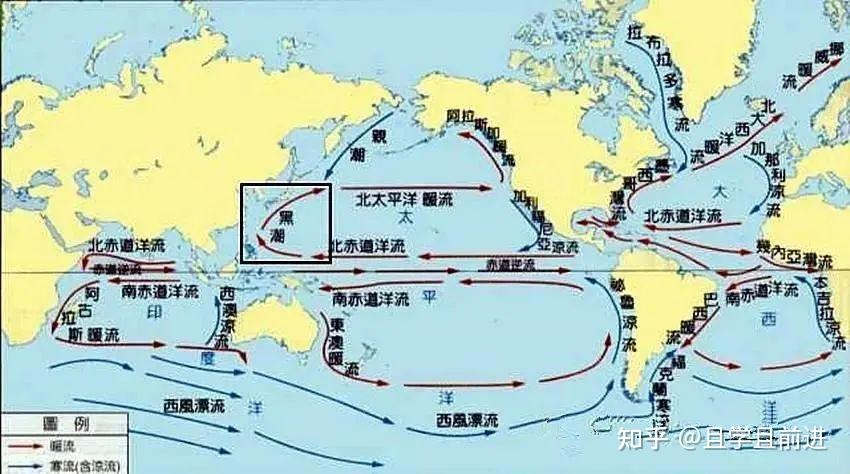 拉布拉多寒流
挪威暖流
北大西洋暖流
阿拉斯加暖流
親潮
墨西哥灣流
加那利涼流
大
北太平洋暖流
黑潮
太
加利福尼亞涼流
北赤道洋流
北赤道洋流
北赤道洋流
赤道逆流
赤道逆流
幾內亞灣流
南赤道洋流
南赤道洋流
南赤道洋流
阿古拉斯暖流
印
西澳涼流
平
秘魯涼流
巴西暖流
西
本吉拉涼流
東澳暖流
度
洋
洋
福克蘭寒流
洋
西風漂流
西風漂流
圖 例
暖流
寒流(含涼流)
知乎 @且学且前进